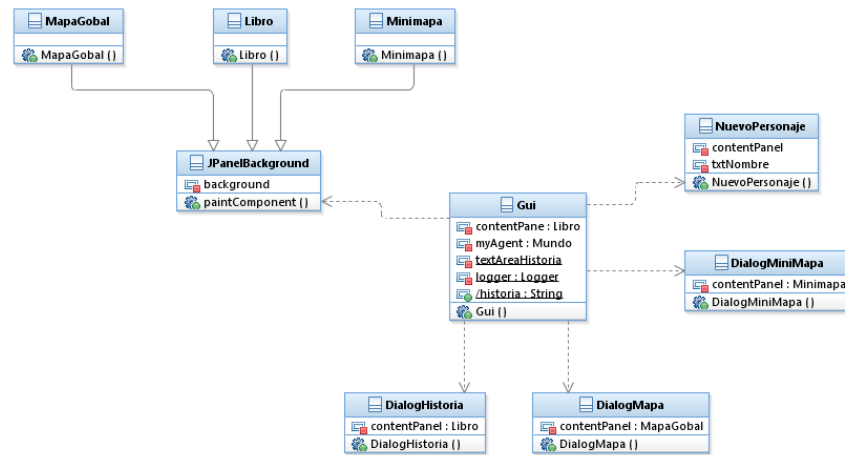 MapaGobal
MapaGobal ()
Libro
Libro ()
Minimapa
Minimapa ()
JPanelBackground
background
paintComponent ()
NuevoPersonaje
contentPanel
txtNombre
NuevoPersonaje ()
Gui
contentPane : Libro
myAgent : Mundo
textAreaHistoria
logger : Logger
/historia : String
Gui ()
DialogMiniMapa
contentPanel : Minimapa
DialogMiniMapa ()
DialogHistoria
contentPanel : Libro
DialogHistoria ()
DialogMapa
contentPanel : MapaGobal
DialogMapa ()